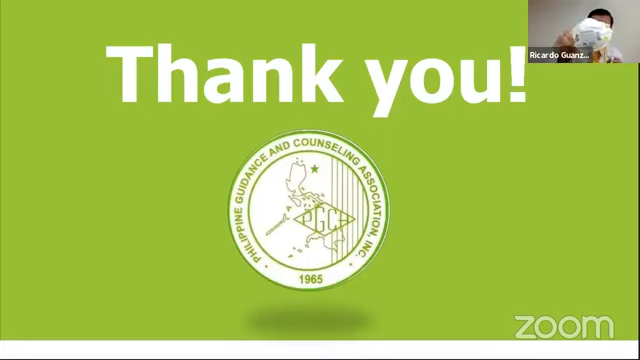 Thank you!
Ricardo Guanz...
PHILIPPINE GUIDANCE AND COUNSELING ASSOCIATION, INC.
PGCA
1965
zoom